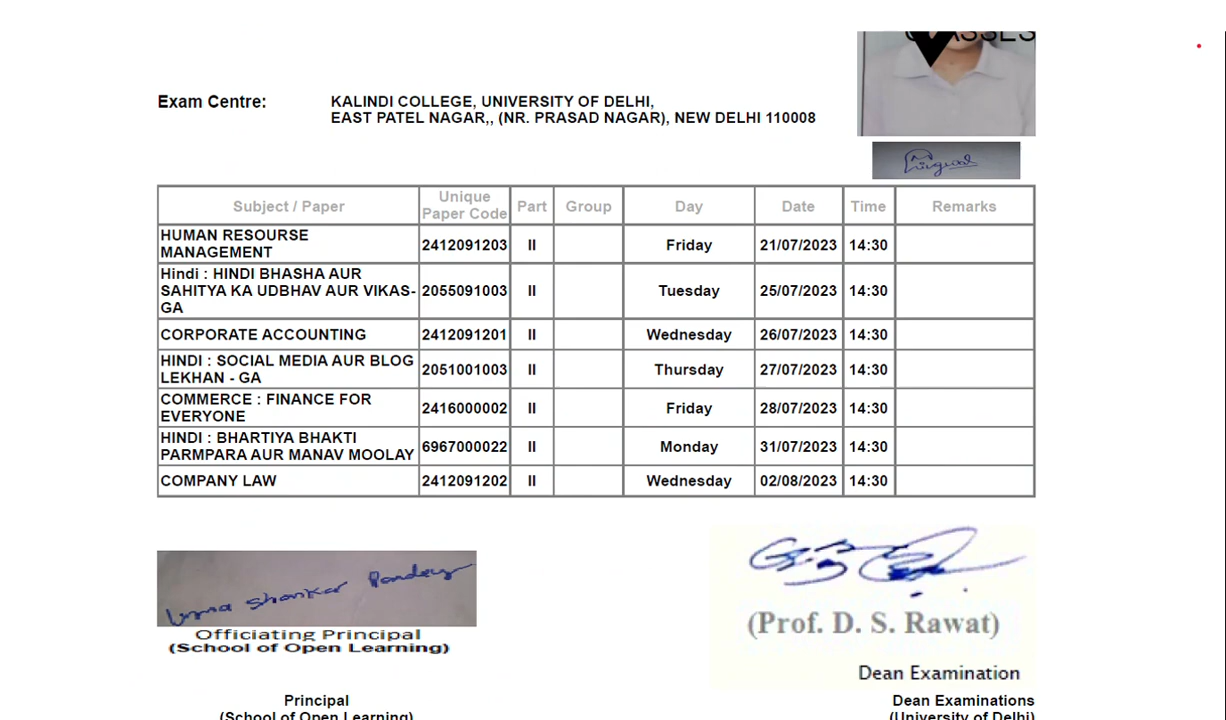 Exam Centre:
KALINDI COLLEGE, UNIVERSITY OF DELHI,
EAST PATEL NAGAR,, (NR. PRASAD NAGAR), NEW DELHI 110008
Subject / Paper Unique Paper Code Part Group Day Date Time Remarks
HUMAN RESOURSE
MANAGEMENT 2412091203 II Friday 21/07/2023 14:30
Hindi : HINDI BHASHA AUR
SAHITYA KA UDBHAV AUR VIKAS- 2055091003 II Tuesday 25/07/2023 14:30
GA
CORPORATE ACCOUNTING 2412091201 II Wednesday 26/07/2023 14:30
HINDI : SOCIAL MEDIA AUR BLOG
LEKHAN - GA 2051001003 II Thursday 27/07/2023 14:30
COMMERCE : FINANCE FOR
EVERYONE 2416000002 II Friday 28/07/2023 14:30
HINDI : BHARTIYA BHAKTI
PARMPARA AUR MANAV MOOLAY 6967000022 II Monday 31/07/2023 14:30
COMPANY LAW 2412091202 II Wednesday 02/08/2023 14:30
Uma Shankar Pandey
Officiating Principal
(School of Open Learning)
(Prof. D. S. Rawat)
Dean Examination
Principal
(School of Open Learning)
Dean Examinations
(University of Delhi)